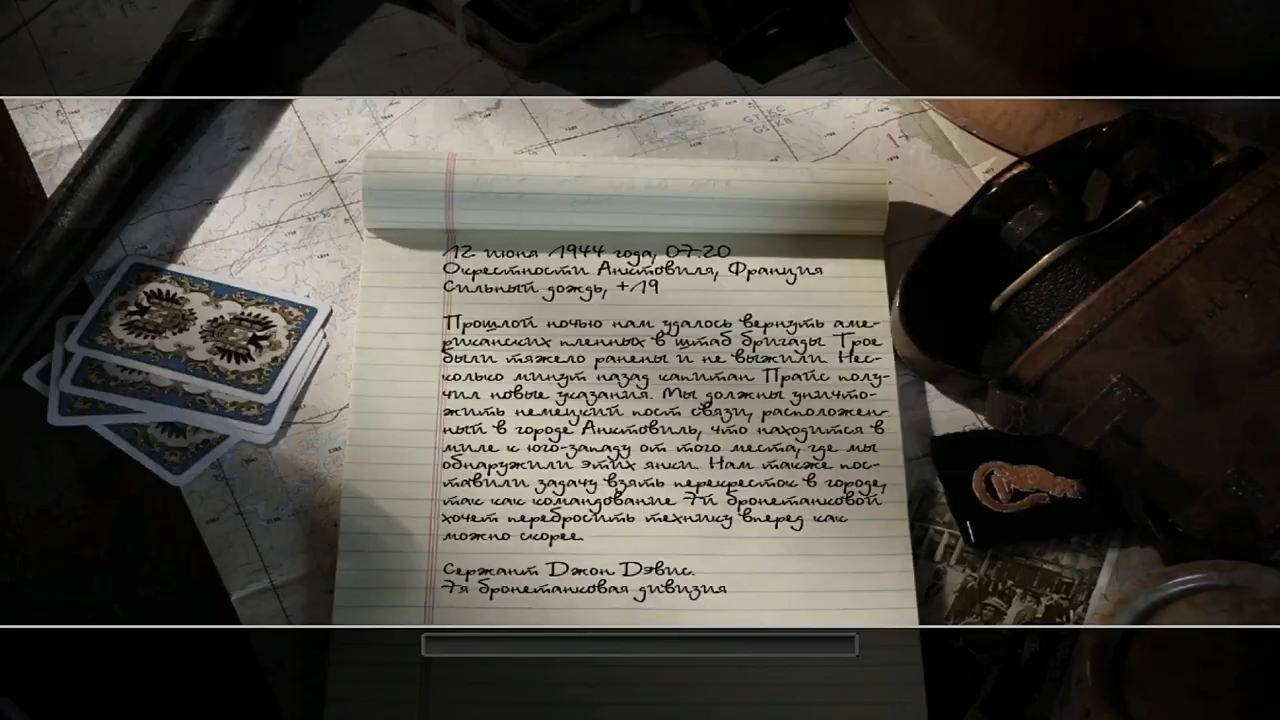 12 июня 1944 года, 07:20
Окрестности Анктовиля, Франция
Сильный дождь, +19
Прошлой ночью нам удалось вернуть аме-
риканских пленных в штаб бригады. Трое
были тяжело ранены и не выжили. Нес-
колько минут назад капитан Прайс полу-
чил новые указания. Мы должны уничто-
жить немецкий пост связи, расположен-
ный в городе Анктовиль, что находится в
миле к юго-западу от того места, где мы
обнаружили этих янки. Нам также пос-
тавили задачу взять перекресток в городе,
так как командование 7й бронетанковой
хочет перебросить технику вперед как
можно скорее.
Сержант Джон Дэвис.
7я бронетанковая дивизия